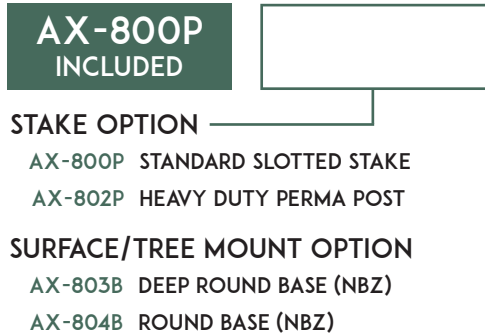 AX-800P
INCLUDED
STAKE OPTION
AX-800P STANDARD SLOTTED STAKE
AX-802P HEAVY DUTY PERMA POST
SURFACE/TREE MOUNT OPTION
AX-803B DEEP ROUND BASE (NBZ)
AX-804B ROUND BASE (NBZ)